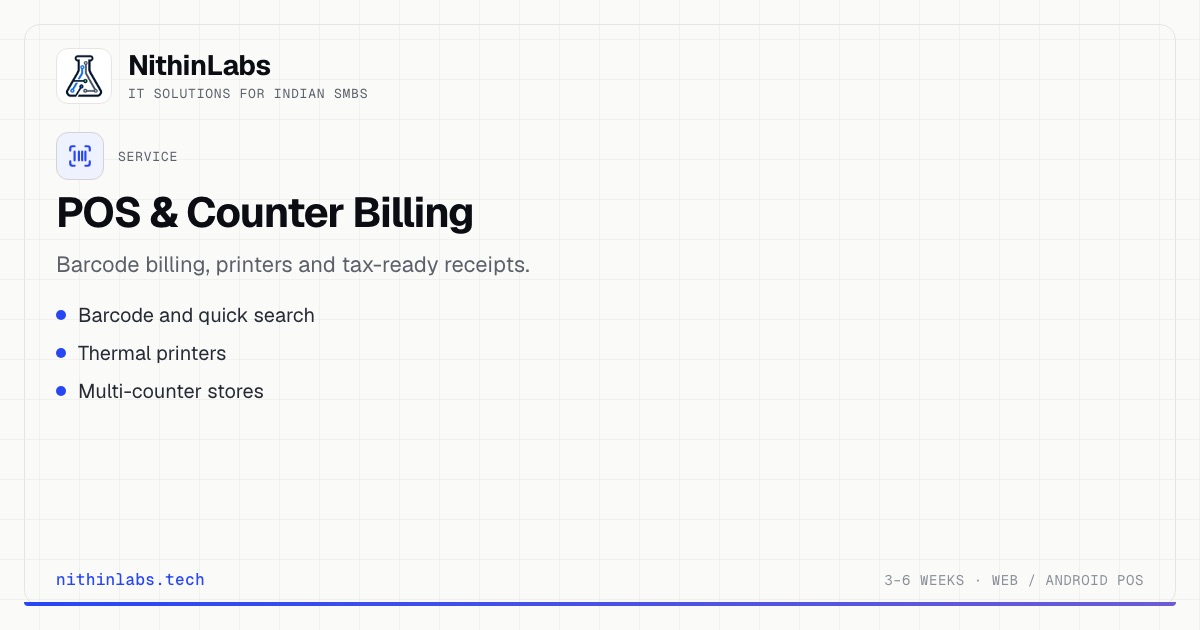 NithinLabs
IT SOLUTIONS FOR INDIAN SMBS
SERVICE
POS & Counter Billing
Barcode billing, printers and tax-ready receipts.
Barcode and quick search
Thermal printers
Multi-counter stores
nithinlabs.tech
3–6 WEEKS · WEB / ANDROID POS